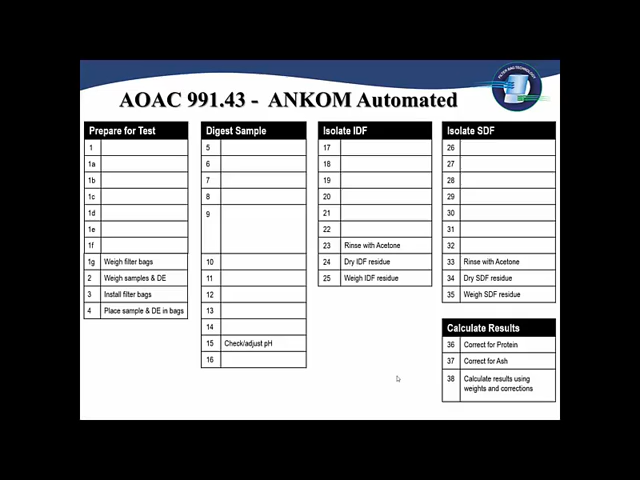 FILTER BAG TECHNOLOGY
AOAC 991.43 - ANKOM Automated
Prepare for Test
1
1a
1b
1c
1d
1e
1f
1g Weigh filter bags
2 Weigh samples & DE
3 Install filter bags
4 Place sample & DE in bags
Digest Sample
5
6
7
8
9
10
11
12
13
14
15 Check/adjust pH
16
Isolate IDF
17
18
19
20
21
22
23 Rinse with Acetone
24 Dry IDF residue
25 Weigh IDF residue
Isolate SDF
26
27
28
29
30
31
32
33 Rinse with Acetone
34 Dry SDF residue
35 Weigh SDF residue
Calculate Results
36 Correct for Protein
37 Correct for Ash
38 Calculate results using
weights and corrections